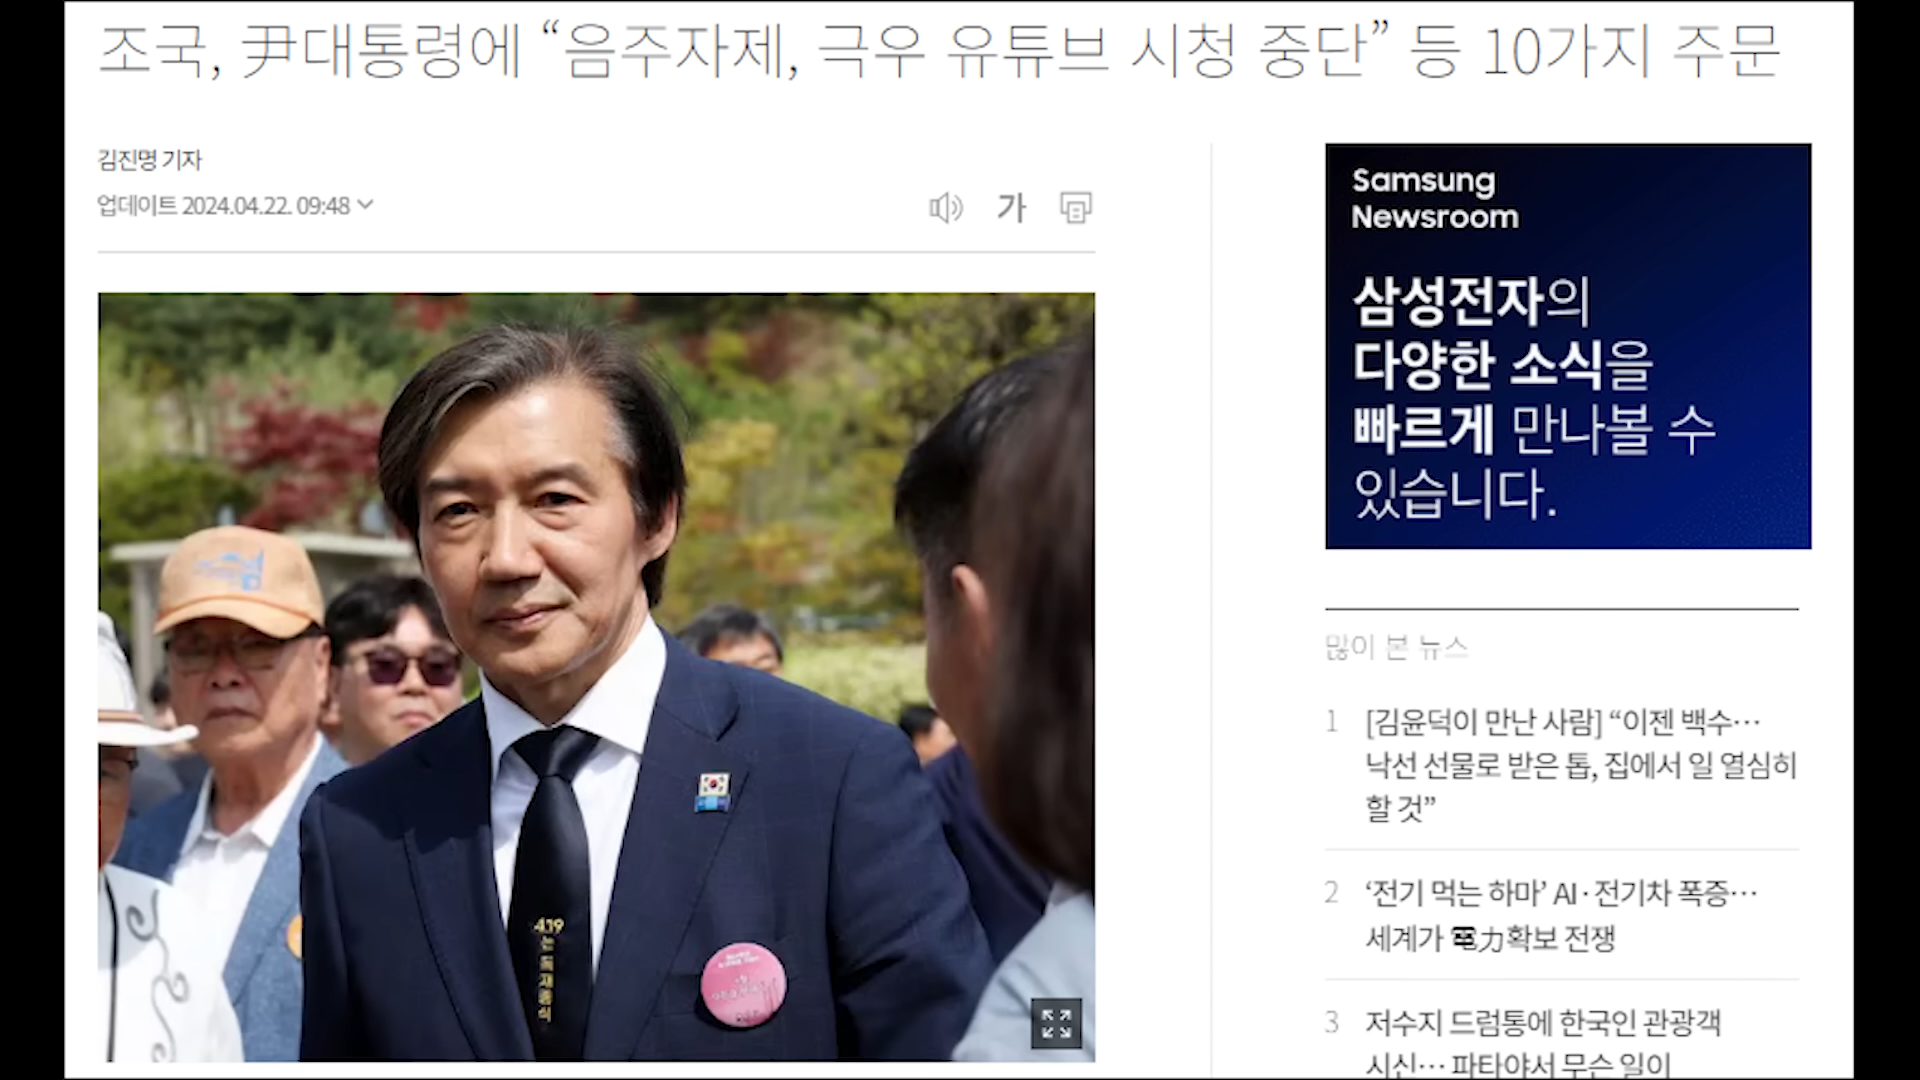 조국, 尹대통령에 “음주자제, 극우 유튜브 시청 중단” 등 10가지 주문
김진명 기자
업데이트 2024.04.22. 09:48
가
Samsung
Newsroom
삼성전자의
다양한 소식을
빠르게 만나볼 수
있습니다.
많이 본 뉴스
1 [김윤덕이 만난 사람] “이젠 백수…
낙선 선물로 받은 톱, 집에서 일 열심히
할 것”
2 ‘전기 먹는 하마’ AI·전기차 폭증…
세계가 電力확보 전쟁
3 저수지 드럼통에 한국인 관광객
시신… 파타야서 무슨 일이
4.19